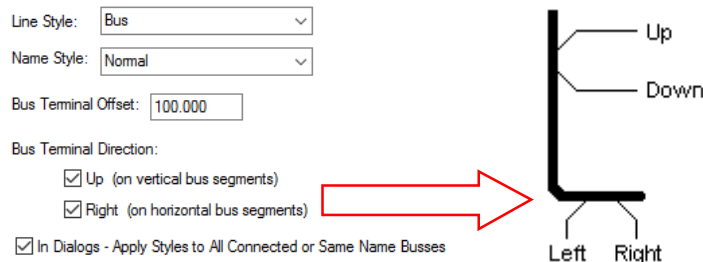 Line Style: Bus
Name Style: Normal
Bus Terminal Offset: 100.000
Bus Terminal Direction:
Up (on vertical bus segments)
Right (on horizontal bus segments)
In Dialogs - Apply Styles to All Connected or Same Name Busses
Up
Down
Left Right